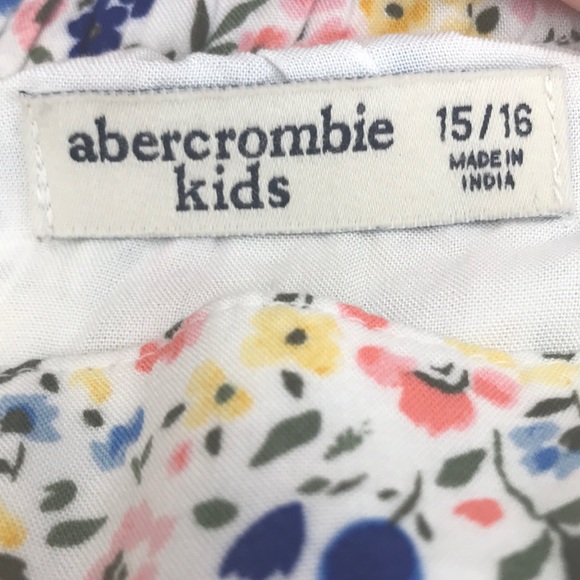 abercrombie
kids
15/16
MADE IN
INDIA